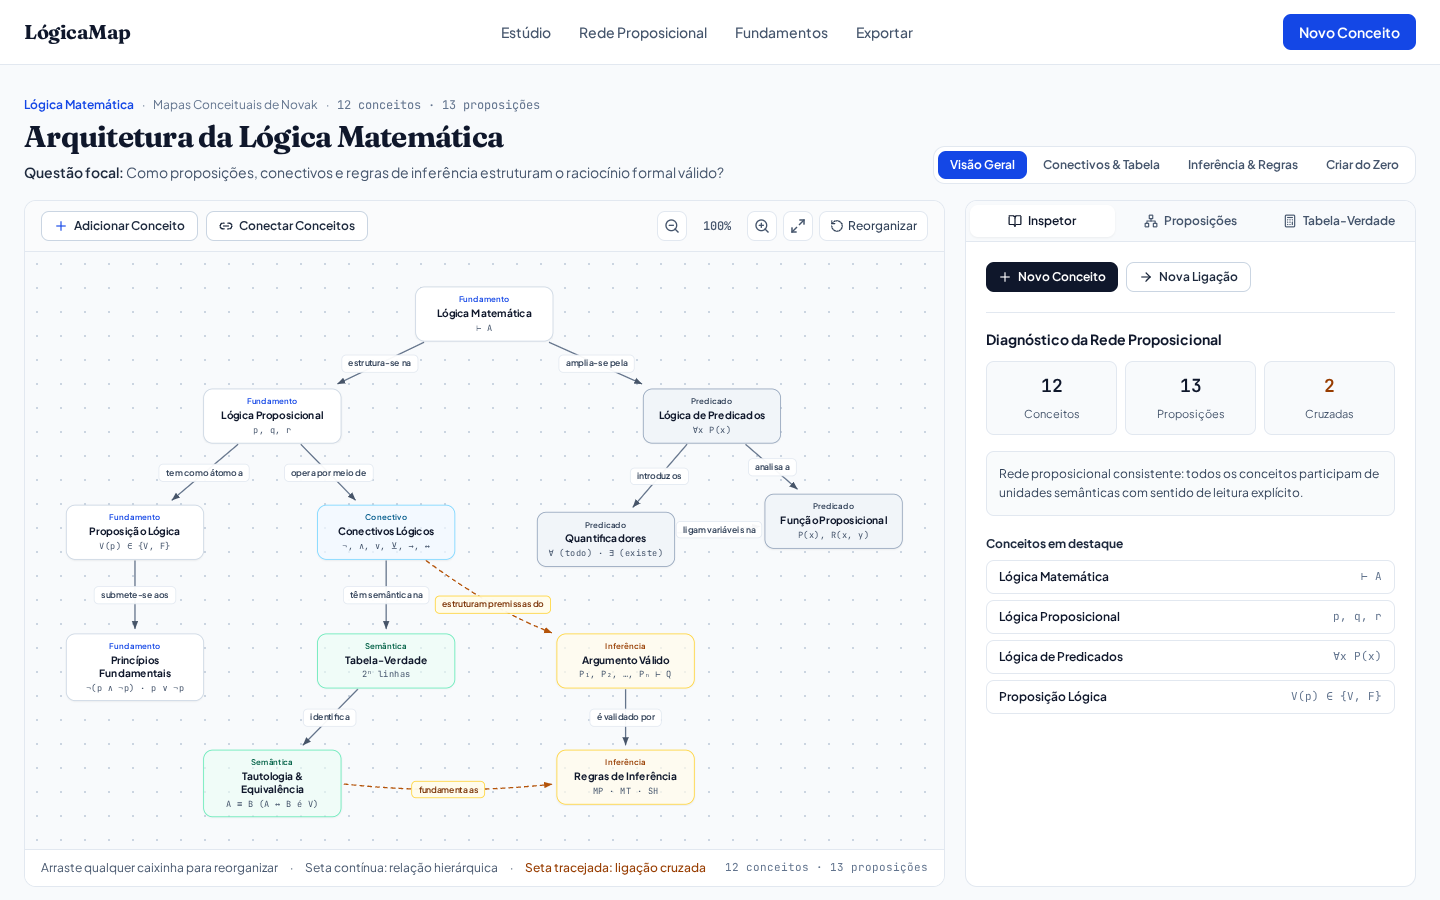 LógicaMap
Estúdio
Rede Proposicional
Fundamentos
Exportar
Novo Conceito
Lógica Matemática · Mapas Conceituais de Novak · 12 conceitos · 13 proposições
Arquitetura da Lógica Matemática
Questão focal: Como proposições, conectivos e regras de inferência estruturam o raciocínio formal válido?
Visão Geral
Conectivos & Tabela
Inferência & Regras
Criar do Zero
Adicionar Conceito
Conectar Conceitos
100%
Reorganizar
Fundamento
Lógica Matemática
⊢ A
estrutura-se na
amplia-se pela
Fundamento
Lógica Proposicional
p, q, r
Predicado
Lógica de Predicados
∀x P(x)
tem como átomo a
opera por meio de
introduz os
analisa a
Fundamento
Proposição Lógica
V(p) ∈ {V, F}
Conectivo
Conectivos Lógicos
¬, ∧, ∨, ⊻, →, ↔
Predicado
Quantificadores
∀ (todo) · ∃ (existe)
ligam variáveis na
Predicado
Função Proposicional
P(x), R(x, y)
submete-se aos
têm semântica na
estruturam premissas do
Fundamento
Princípios
Fundamentais
¬(p ∧ ¬p) · p ∨ ¬p
Semântica
Tabela-Verdade
2ⁿ linhas
Inferência
Argumento Válido
P₁, P₂, …, Pₙ ⊢ Q
identifica
é validado por
Semântica
Tautologia &
Equivalência
A ≡ B (A ↔ B é V)
fundamenta as
Inferência
Regras de Inferência
MP · MT · SH
Arraste qualquer caixinha para reorganizar · Seta contínua: relação hierárquica · Seta tracejada: ligação cruzada
12 conceitos · 13 proposições
Inspetor
Proposições
Tabela-Verdade
Novo Conceito
Nova Ligação
Diagnóstico da Rede Proposicional
12
Conceitos
13
Proposições
2
Cruzadas
Rede proposicional consistente: todos os conceitos participam de
unidades semânticas com sentido de leitura explícito.
Conceitos em destaque
Lógica Matemática ⊢ A
Lógica Proposicional p, q, r
Lógica de Predicados ∀x P(x)
Proposição Lógica V(p) ∈ {V, F}